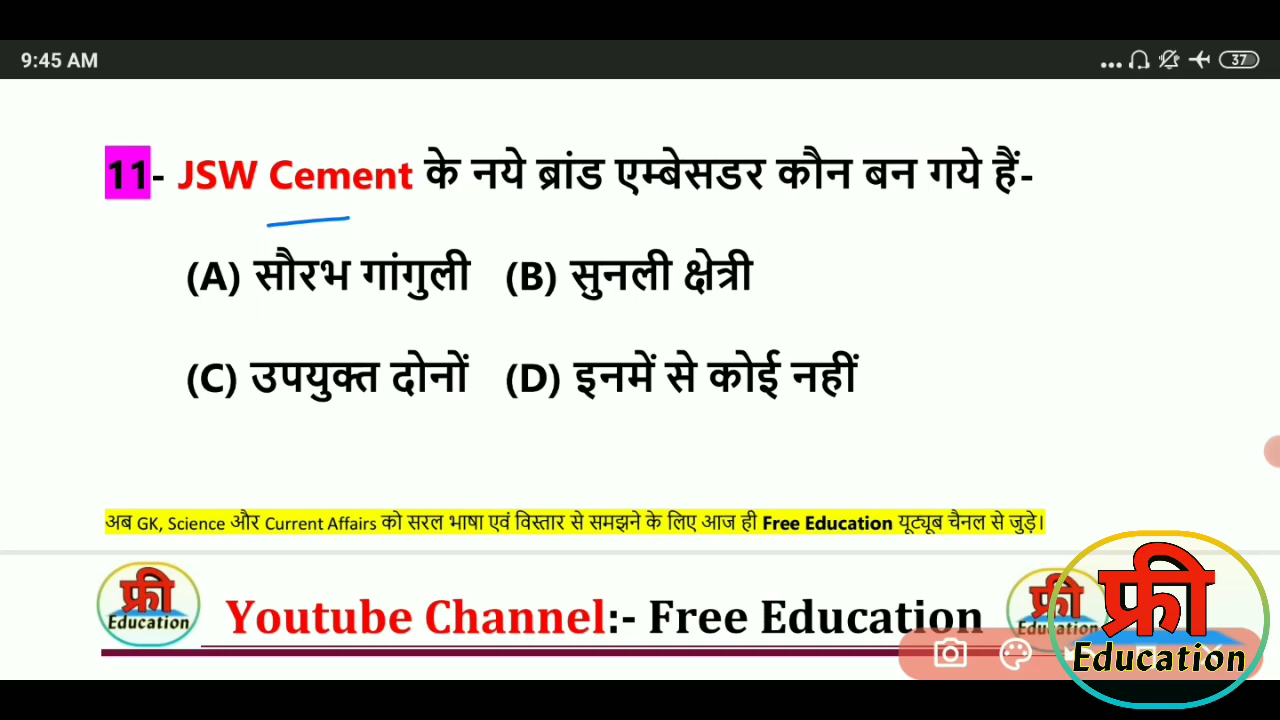 9:45 AM
37
11- JSW Cement के नये ब्रांड एम्बेसडर कौन बन गये हैं-
(A) सौरभ गांगुली (B) सुनली क्षेत्री
(C) उपयुक्त दोनों (D) इनमें से कोई नहीं
अब GK, Science और Current Affairs को सरल भाषा एवं विस्तार से समझने के लिए आज ही Free Education यूट्यूब चैनल से जुड़े।
फ्री
Education
Youtube Channel:- Free Education
फ्री
Education
फ्री
Education